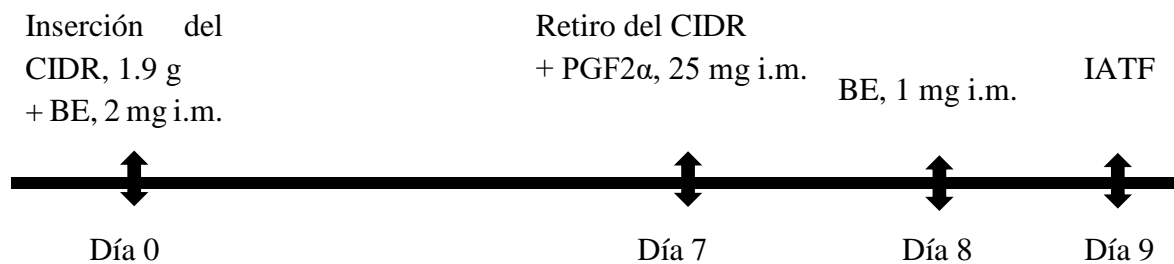 Inserción del
CIDR, 1.9 g
+ BE, 2 mg i.m.
Retiro del CIDR
+ PGF2α, 25 mg i.m.
BE, 1 mg i.m.
IATF
Día 0
Día 7
Día 8
Día 9